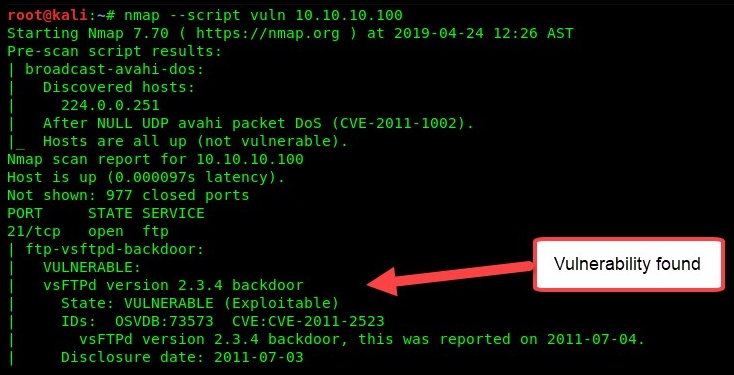 root@kali:~# nmap --script vuln 10.10.10.100
Starting Nmap 7.70 ( https://nmap.org ) at 2019-04-24 12:26 AST
Pre-scan script results:
| broadcast-avahi-dos:
|   Discovered hosts:
|     224.0.0.251
|   After NULL UDP avahi packet DoS (CVE-2011-1002).
|_  Hosts are all up (not vulnerable).
Nmap scan report for 10.10.10.100
Host is up (0.000097s latency).
Not shown: 977 closed ports
PORT     STATE SERVICE
21/tcp   open  ftp
| ftp-vsftpd-backdoor:
|   VULNERABLE:
|   vsFTPd version 2.3.4 backdoor
|     State: VULNERABLE (Exploitable)
|     IDs:  OSVDB:73573  CVE:CVE-2011-2523
|       vsFTPd version 2.3.4 backdoor, this was reported on 2011-07-04.
|     Disclosure date: 2011-07-03
Vulnerability found